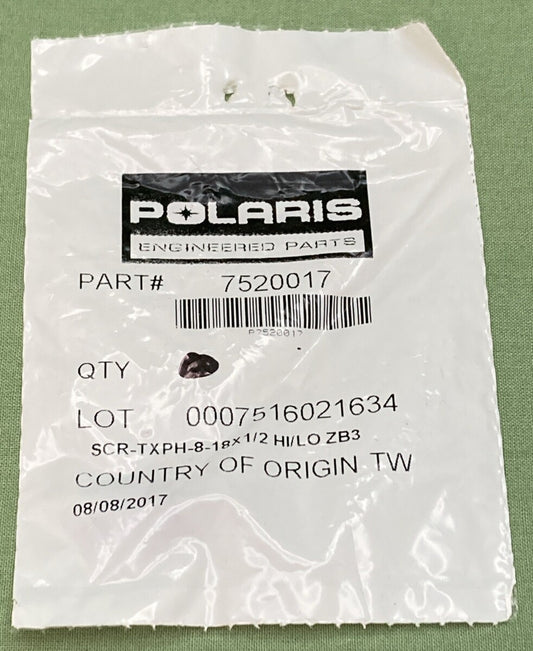 POLARIS
ENGINEERED PARTS
PART# 7520017
P7520017
QTY
LOT 0007516021634
SCR-TXPH-8-18x1/2 HI/LO ZB3
COUNTRY OF ORIGIN TW
08/08/2017